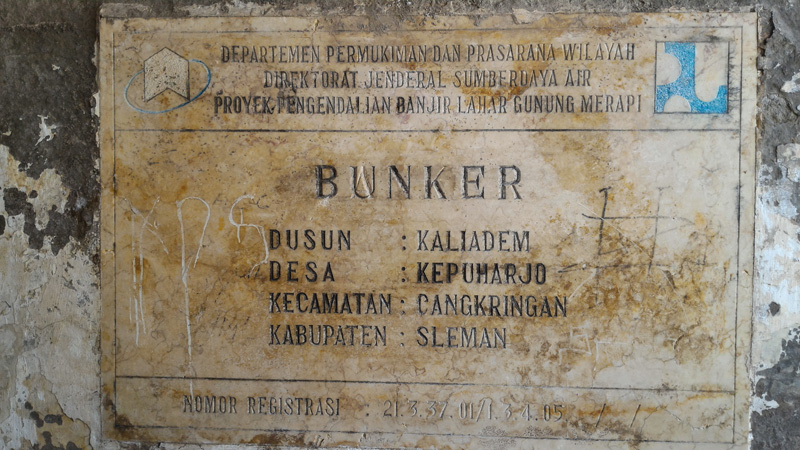 DEPARTEMEN PERMUKIMAN DAN PRASARANA WILAYAH
DIREKTORAT JENDERAL SUMBERDAYA AIR
PROYEK PENGENDALIAN BANJIR LAHAR GUNUNG MERAPI
BUNKER
DUSUN : KALIADEM
DESA : KEPUHARJO
KECAMATAN : CANGKRINGAN
KABUPATEN : SLEMAN
NOMOR REGISTRASI : 21.3.37.01/1.3.4.05 / /